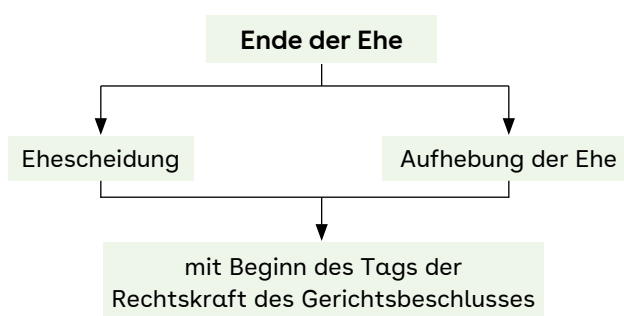 Ende der Ehe
Ehescheidung
Aufhebung der Ehe
mit Beginn des Tags der
Rechtskraft des Gerichtsbeschlusses